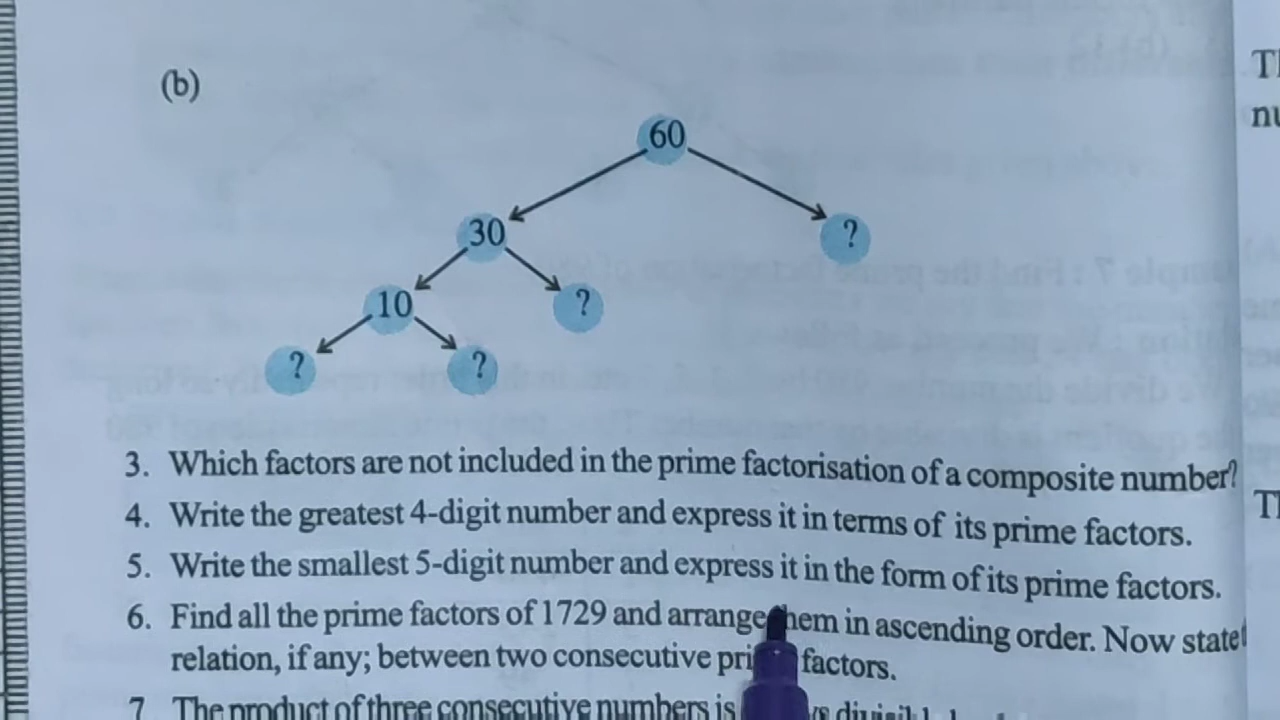 (b)
60
30 ?
10 ?
? ?
3. Which factors are not included in the prime factorisation of a composite number?
4. Write the greatest 4-digit number and express it in terms of its prime factors.
5. Write the smallest 5-digit number and express it in the form of its prime factors.
6. Find all the prime factors of 1729 and arrange them in ascending order. Now state
relation, if any; between two consecutive factors.
7 The product of three consecutive numbers is